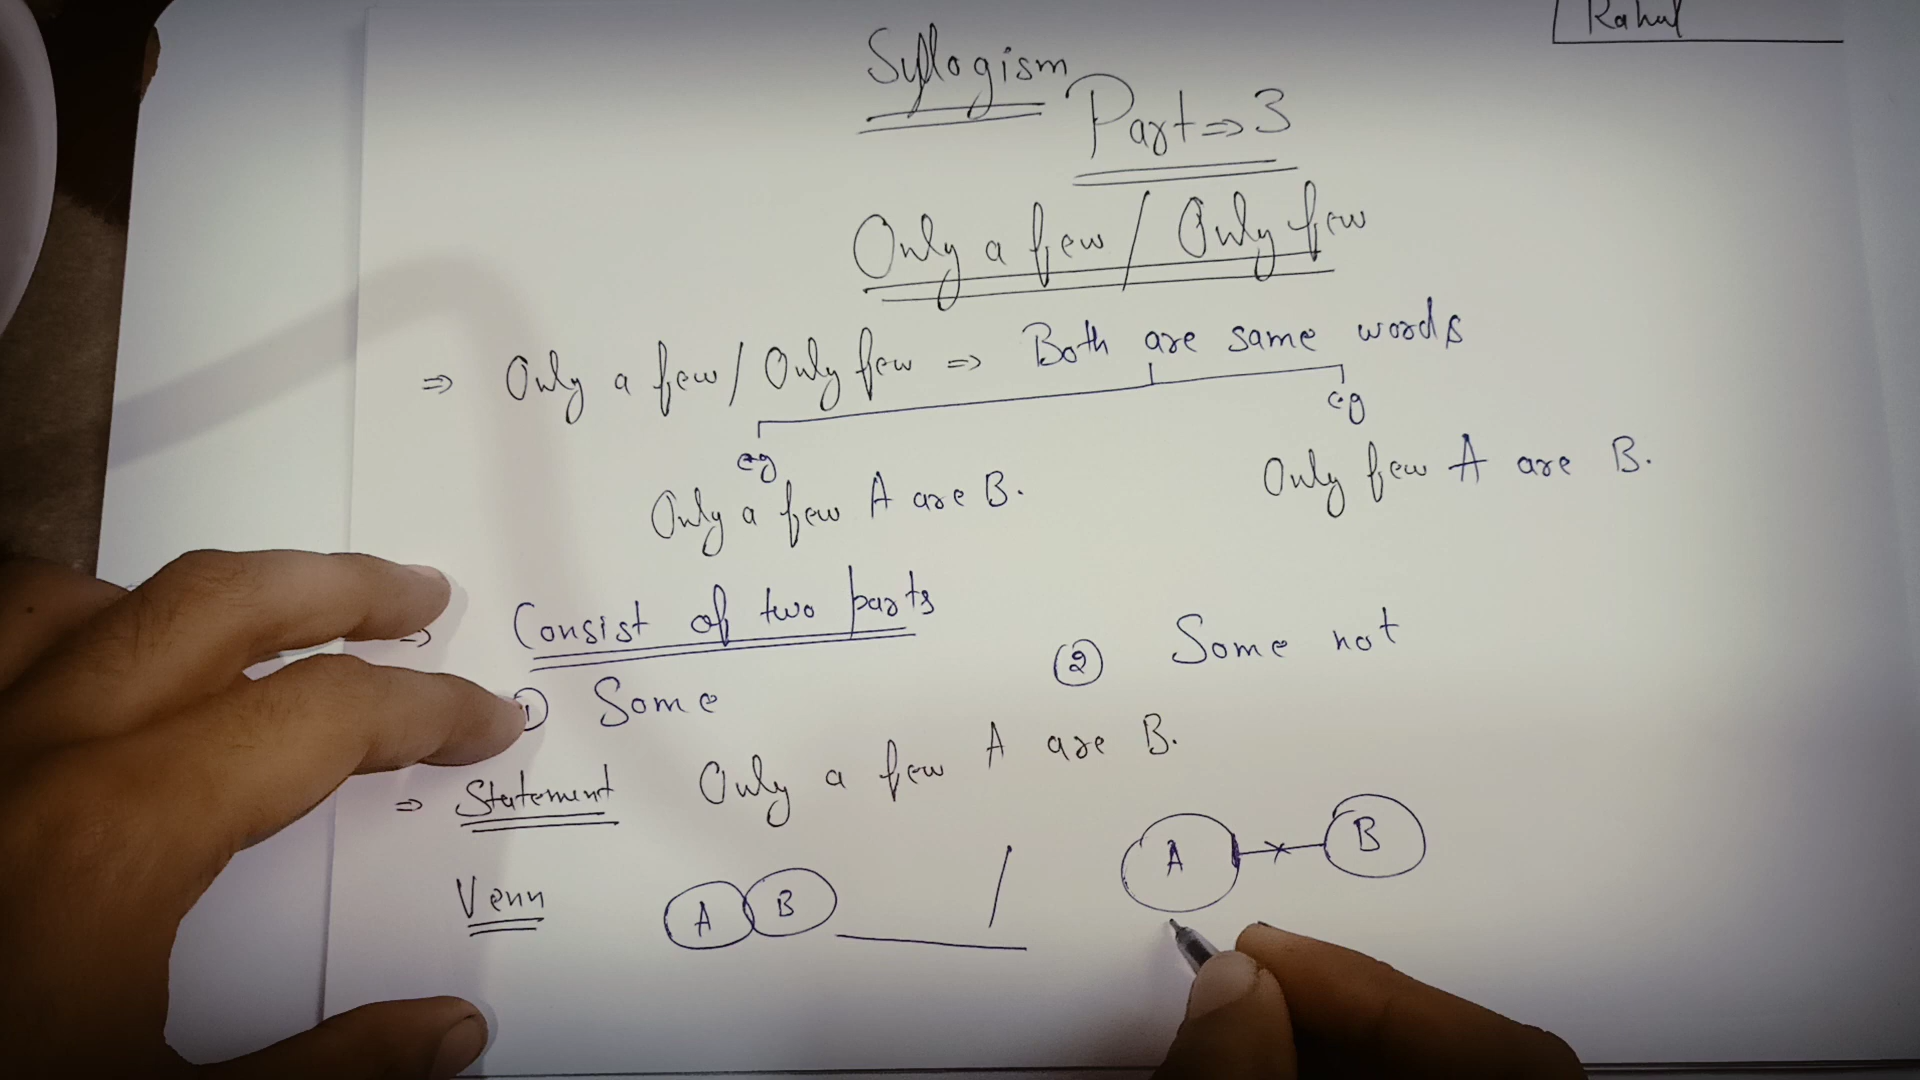 Rahul
Syllogism
Part => 3
Only a few / Only few
=> Only a few / Only few => Both are same words
eg
eg
Only a few A are B.
Only few A are B.
=> Consist of two parts
① Some
② Some not
=> Statement Only a few A are B.
Venn
A B
A B